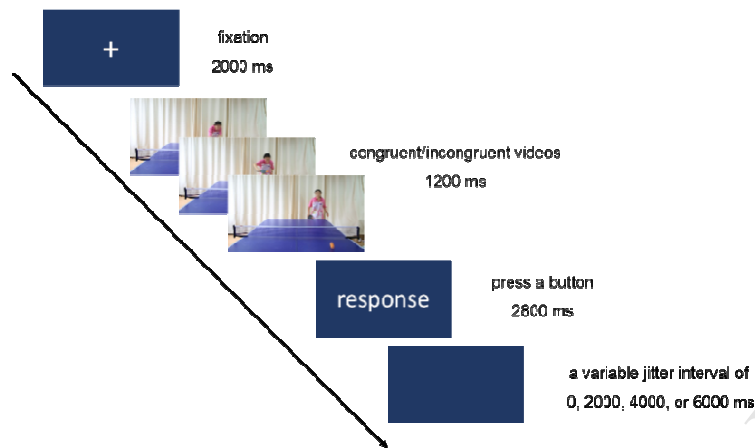 +
fixation
2000 ms
congruent/incongruent videos
1200 ms
response
press a button
2800 ms
a variable jitter interval of
0, 2000, 4000, or 6000 ms